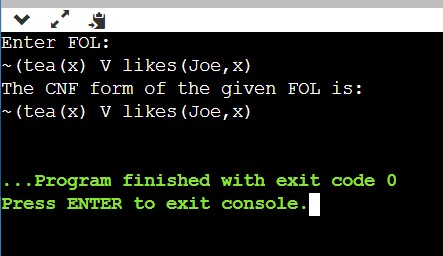 Enter FOL:
~(tea(x) V likes(Joe,x)
The CNF form of the given FOL is:
~(tea(x) V likes(Joe,x)
...Program finished with exit code 0
Press ENTER to exit console.